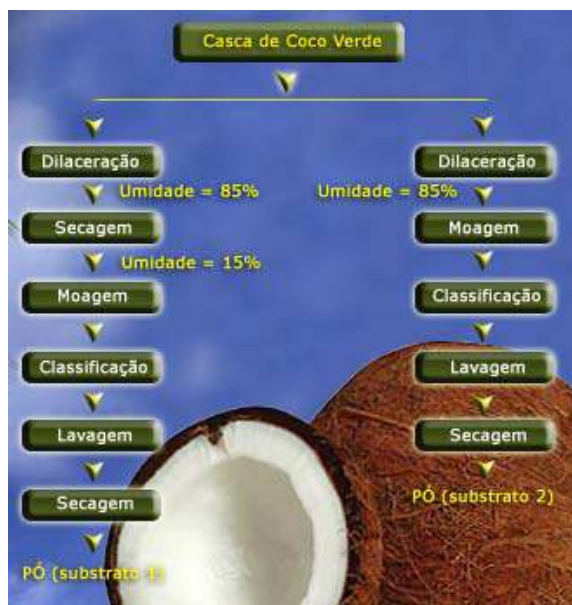 Casca de Coco Verde
Dilaceração
Umidade = 85%
Secagem
Umidade = 15%
Moagem
Classificação
Lavagem
Secagem
PÓ (substrato 1)
Dilaceração
Umidade = 85%
Moagem
Classificação
Lavagem
Secagem
PÓ (substrato 2)